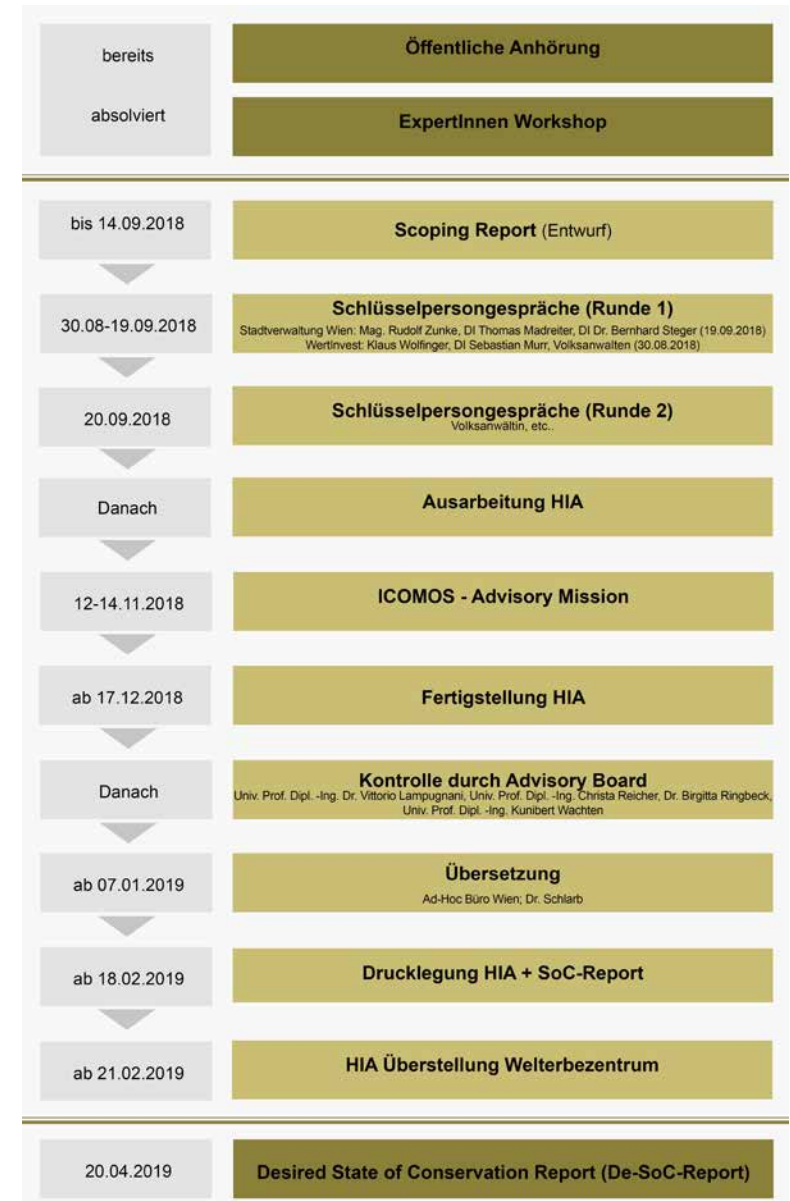 bereits
absolviert
Öffentliche Anhörung
ExpertInnen Workshop
bis 14.09.2018
Scoping Report (Entwurf)
30.08-19.09.2018
Schlüsselpersongespräche (Runde 1)
Stadtverwaltung Wien: Mag. Rudolf Zunke, DI Thomas Madreiter, DI Dr. Bernhard Steger (19.09.2018)
WertInvest: Klaus Wolfinger, DI Sebastian Murr, Volksanwalten (30.08.2018)
20.09.2018
Schlüsselpersongespräche (Runde 2)
Volksanwältin, etc..
Danach
Ausarbeitung HIA
12-14.11.2018
ICOMOS - Advisory Mission
ab 17.12.2018
Fertigstellung HIA
Danach
Kontrolle durch Advisory Board
Univ. Prof. Dipl. -Ing. Dr. Vittorio Lampugnani, Univ. Prof. Dipl. -Ing. Christa Reicher, Dr. Birgitta Ringbeck,
Univ. Prof. Dipl. -Ing. Kunibert Wachten
ab 07.01.2019
Übersetzung
Ad-Hoc Büro Wien; Dr. Schlarb
ab 18.02.2019
Drucklegung HIA + SoC-Report
ab 21.02.2019
HIA Überstellung Welterbezentrum
20.04.2019
Desired State of Conservation Report (De-SoC-Report)